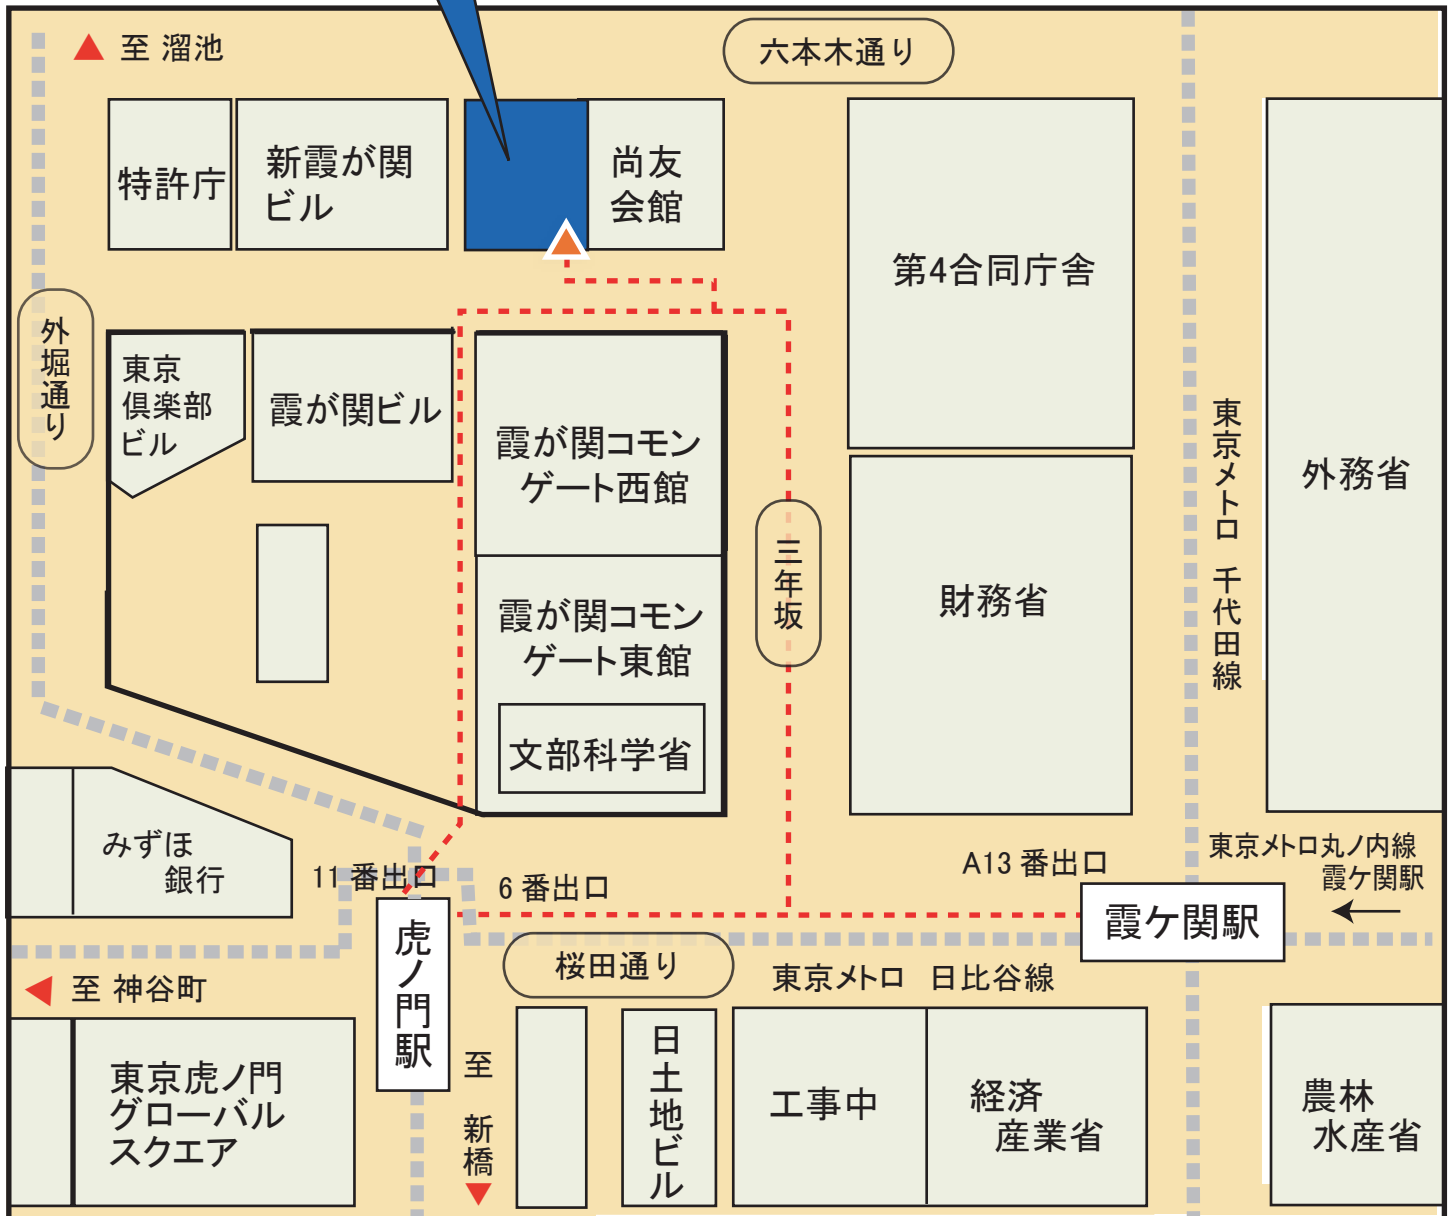 至 溜池
六本木通り
特許庁
新霞が関
ビル
尚友
会館
第4合同庁舎
外堀通り
東京
倶楽部
ビル
霞が関ビル
霞が関コモン
ゲート西館
東京メトロ 千代田線
外務省
三年坂
財務省
霞が関コモン
ゲート東館
文部科学省
みずほ
銀行
11 番出口
6 番出口
A13 番出口
東京メトロ丸ノ内線
霞ケ関駅
霞ケ関駅
虎ノ門駅
桜田通り
東京メトロ 日比谷線
至 神谷町
東京虎ノ門
グローバル
スクエア
至 新橋
日土地ビル
工事中
経済
産業省
農林
水産省